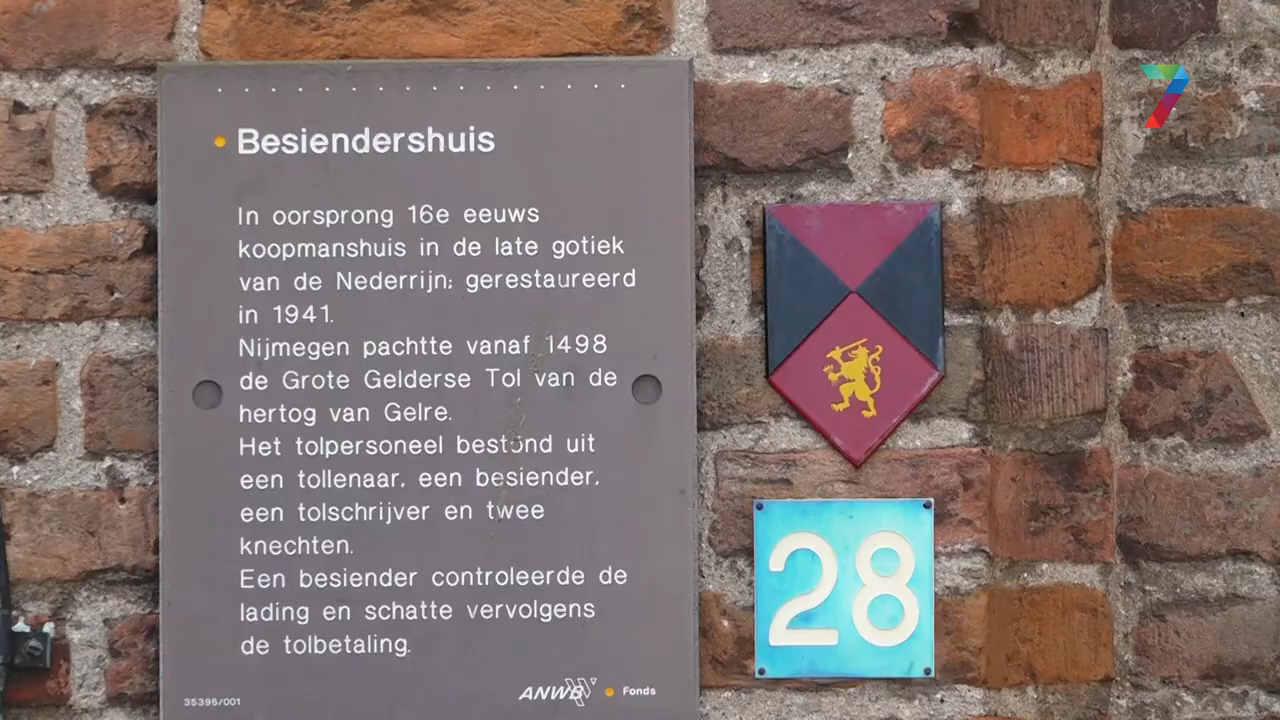 7
Besiendershuis
In oorsprong 16e eeuws
koopmanshuis in de late gotiek
van de Nederrijn; gerestaureerd
in 1941.
Nijmegen pachtte vanaf 1498
de Grote Gelderse Tol van de
hertog van Gelre.
Het tolpersoneel bestond uit
een tollenaar, een besiender,
een tolschrijver en twee
knechten.
Een besiender controleerde de
lading en schatte vervolgens
de tolbetaling.
35395/001
ANWB Fonds
28